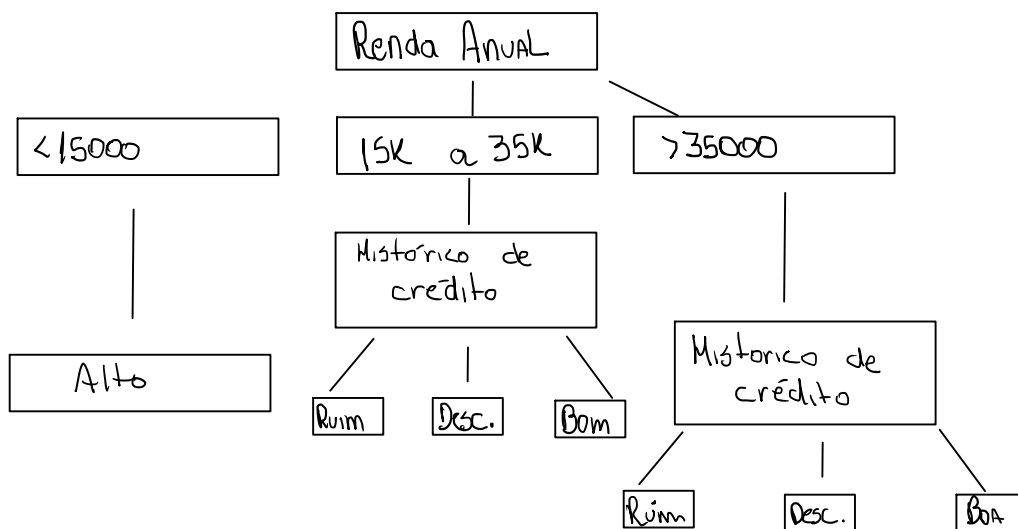 Renda Anual
<15000
15K a 35K
>35000
Histórico de
crédito
Alto
Historico de
crédito
Ruim
Desc.
Bom
Ruim
Desc.
Boa